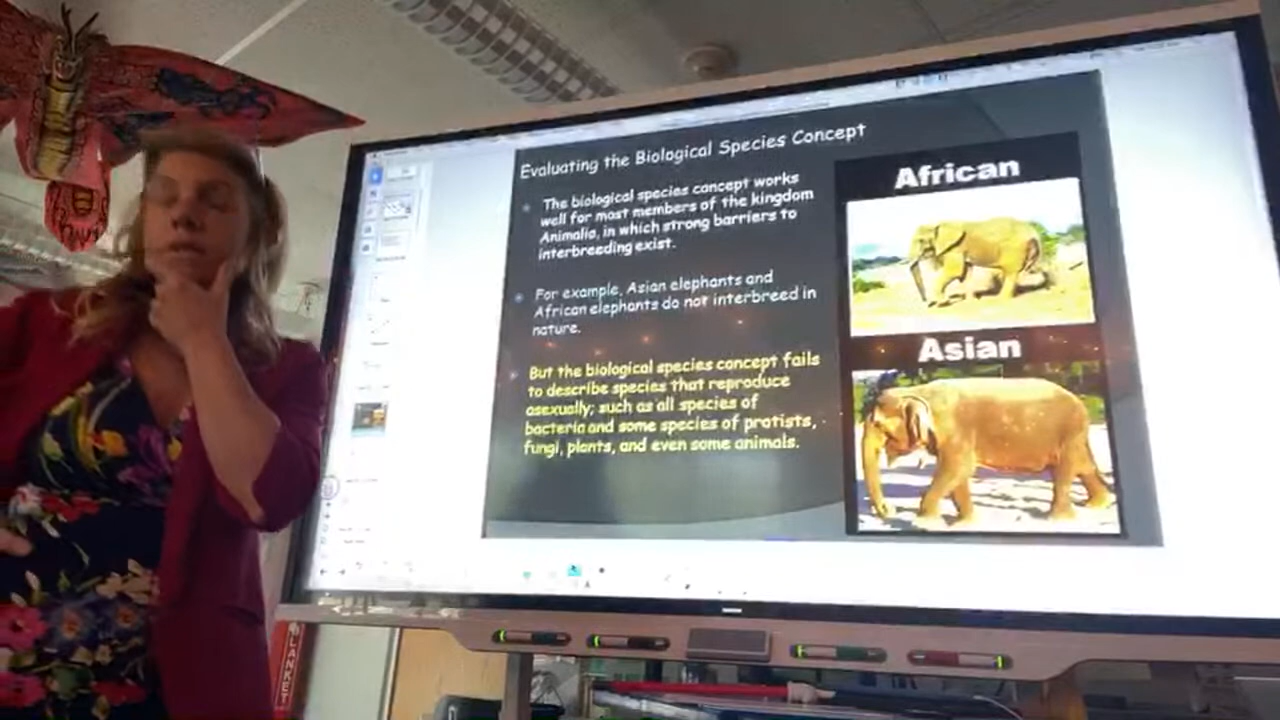 Evaluating the Biological Species Concept
The biological species concept works
well for most members of the kingdom
Animalia, in which strong barriers to
interbreeding exist.
For example, Asian elephants and
African elephants do not interbreed in
nature.
But the biological species concept fails
to describe species that reproduce
asexually; such as all species of
bacteria and some species of protists,
fungi, plants, and even some animals.
African
Asian
LANKET